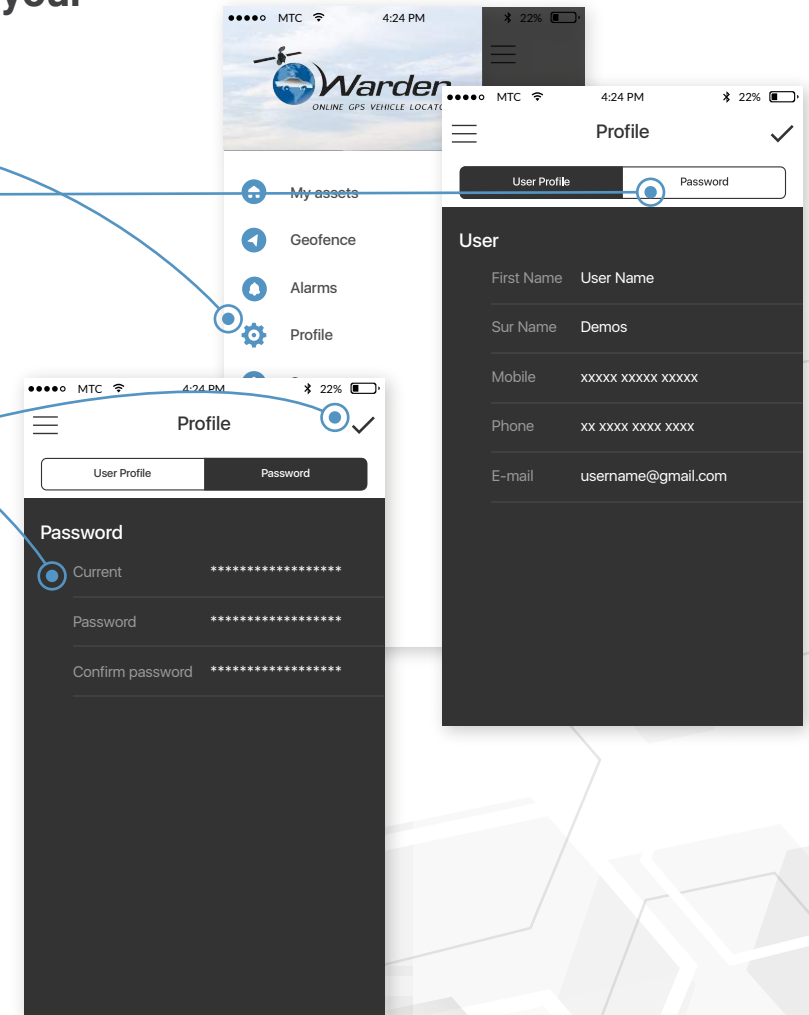 your
MTC 4:24 PM 22%
Warden
ONLINE GPS VEHICLE LOCATO
My assets
Geofence
Alarms
Profile
MTC 4:24 PM 22%
Profile
User Profile Password
User
First Name User Name
Sur Name Demos
Mobile xxxxx xxxxx xxxxx
Phone xx xxxx xxxx xxxx
E-mail username@gmail.com
MTC 4:24 PM 22%
Profile
User Profile Password
Password
Current ******************
Password ******************
Confirm password ******************